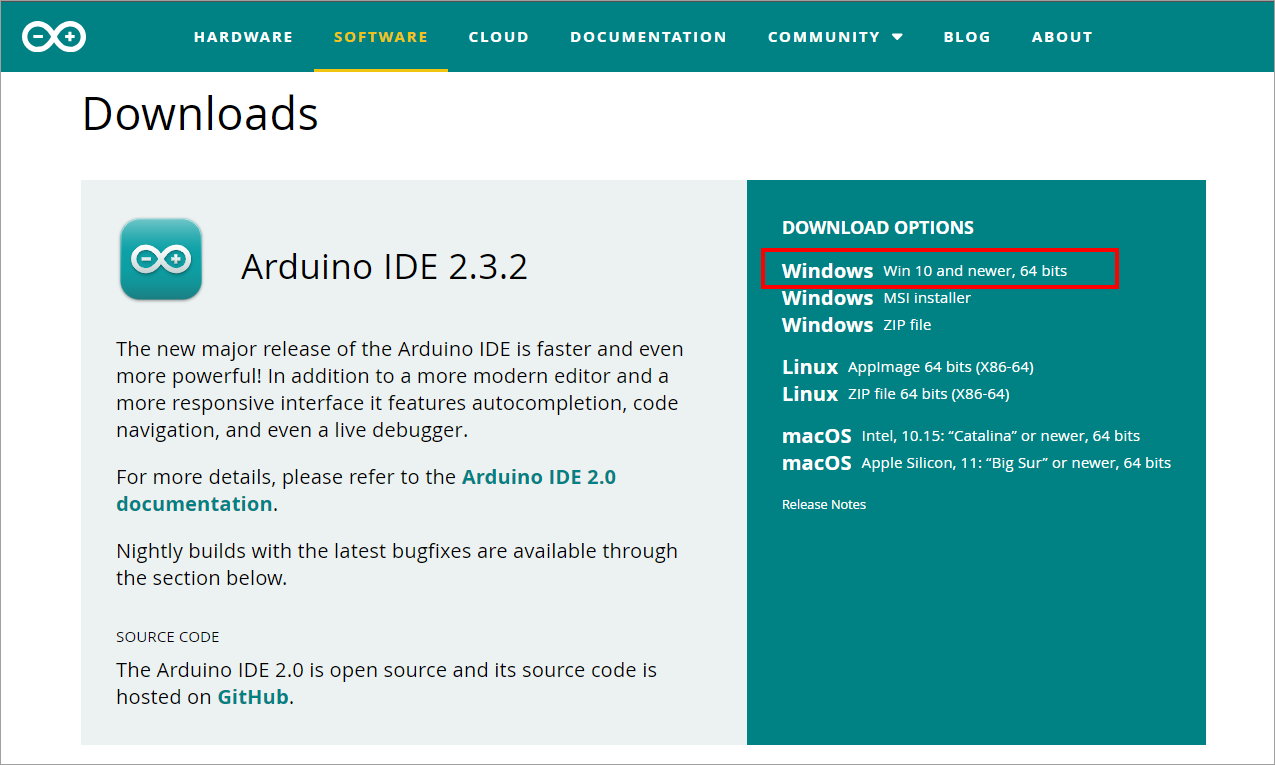 HARDWARE SOFTWARE CLOUD DOCUMENTATION COMMUNITY BLOG ABOUT
Downloads
Arduino IDE 2.3.2
The new major release of the Arduino IDE is faster and even
more powerful! In addition to a more modern editor and a
more responsive interface it features autocompletion, code
navigation, and even a live debugger.
For more details, please refer to the Arduino IDE 2.0
documentation.
Nightly builds with the latest bugfixes are available through
the section below.
SOURCE CODE
The Arduino IDE 2.0 is open source and its source code is
hosted on GitHub.
DOWNLOAD OPTIONS
Windows Win 10 and newer, 64 bits
Windows MSI installer
Windows ZIP file
Linux AppImage 64 bits (X86-64)
Linux ZIP file 64 bits (X86-64)
macOS Intel, 10.15: “Catalina” or newer, 64 bits
macOS Apple Silicon, 11: “Big Sur” or newer, 64 bits
Release Notes